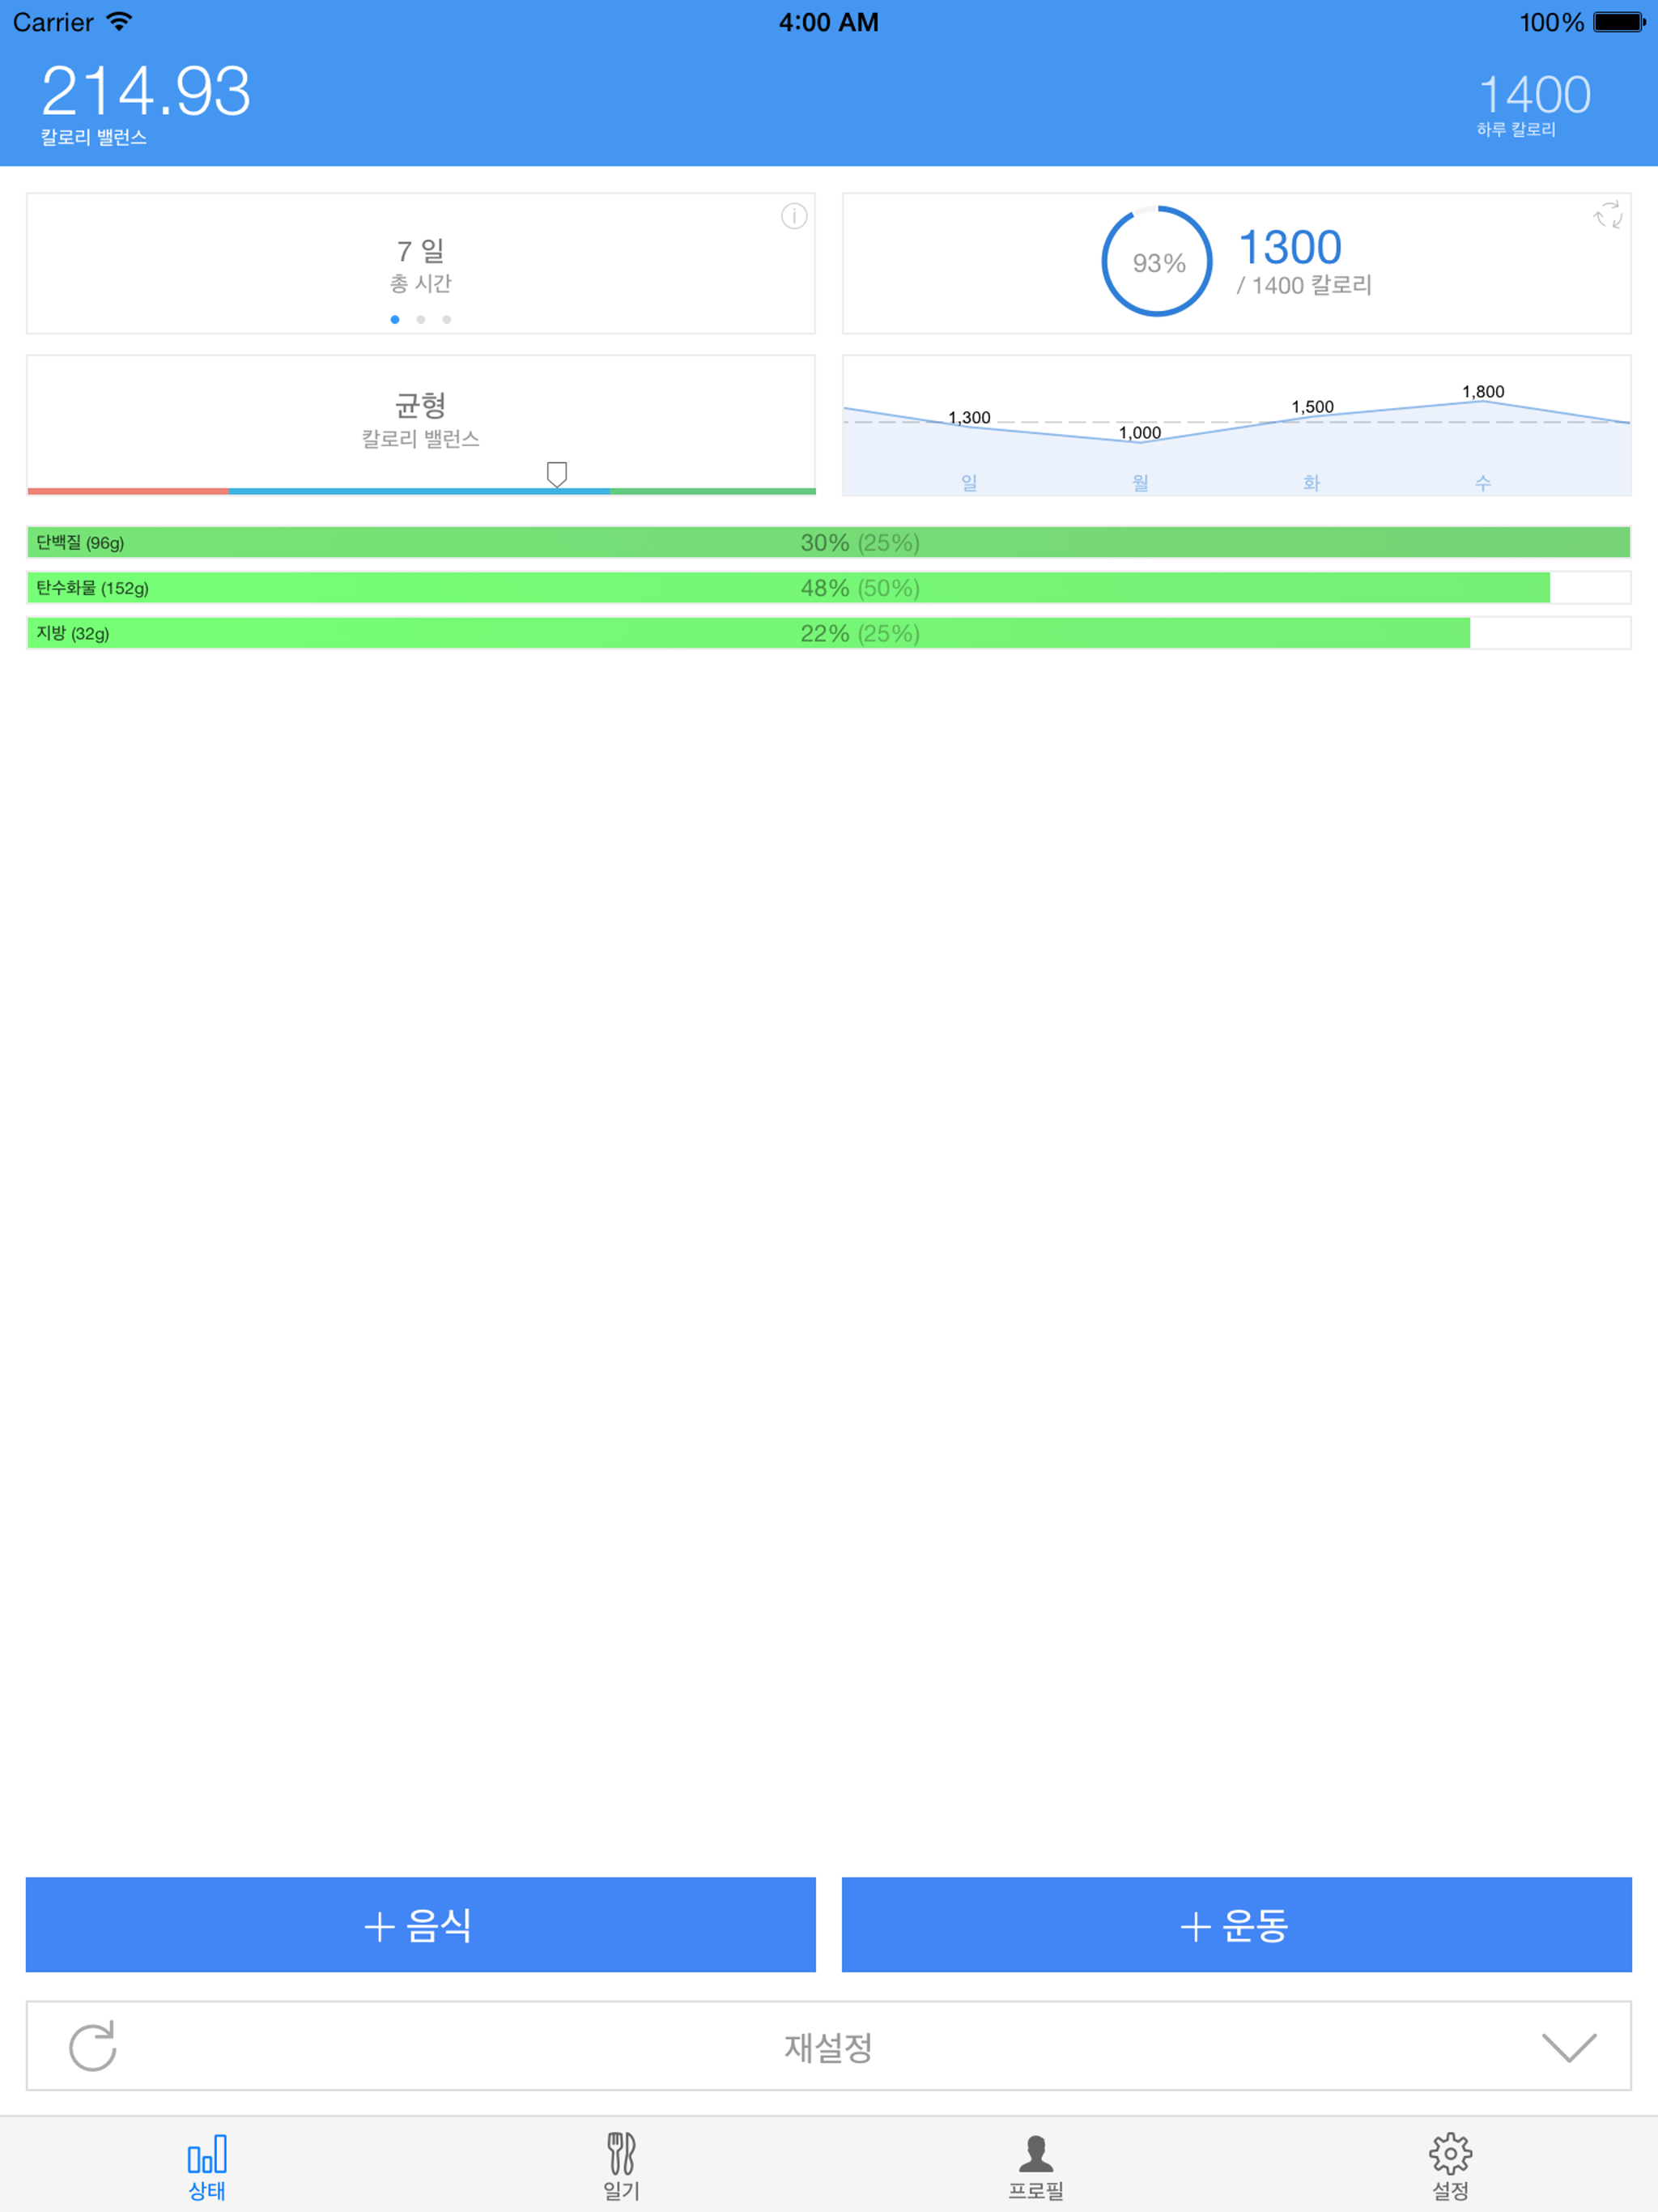 Carrier 4:00 AM 100%
214.93
칼로리 밸런스
1400
하루 칼로리
7 일
총 시간
93%
1300
/ 1400 칼로리
균형
칼로리 밸런스
1,300 1,000 1,500 1,800
일 월 화 수
단백질 (96g) 30% (25%)
탄수화물 (152g) 48% (50%)
지방 (32g) 22% (25%)
+ 음식
+ 운동
재설정
상태 일기 프로필 설정